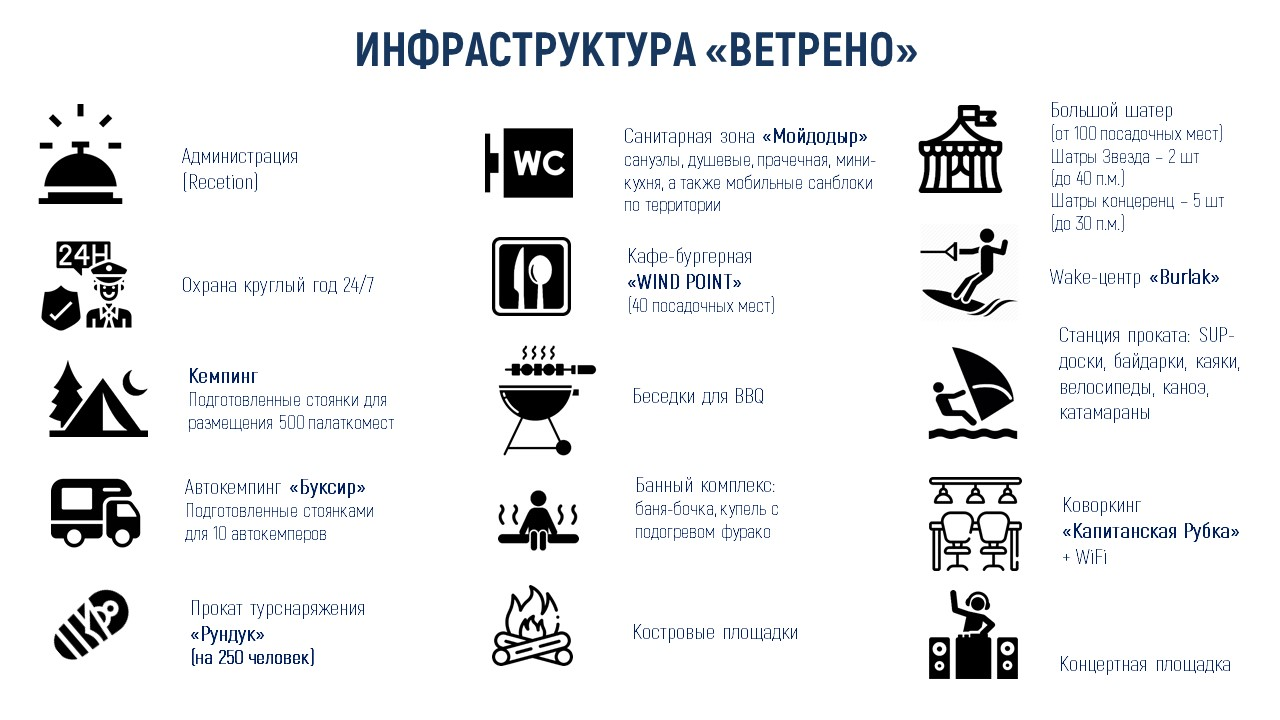 ИНФРАСТРУКТУРА «ВЕТРЕНО»
Администрация
(Recetion)
24H
Охрана круглый год 24/7
Кемпинг
Подготовленные стоянки для
размещения 500 палаткомест
Автокемпинг «Буксир»
Подготовленные стоянками
для 10 автокемперов
Прокат турснаряжения
«Рундук»
(на 250 человек)
WC
Санитарная зона «Мойдодыр»
санузлы, душевые, прачечная, мини-
кухня, а также мобильные санблоки
по территории
Кафе-бургерная
«WIND POINT»
(40 посадочных мест)
Беседки для BBQ
Банный комплекс:
баня-бочка, купель с
подогревом фурако
Костровые площадки
Большой шатер
(от 100 посадочных мест)
Шатры Звезда – 2 шт
(до 40 п.м.)
Шатры концеренц – 5 шт
(до 30 п.м.)
Wake-центр «Burlak»
Станция проката: SUP-
доски, байдарки, каяки,
велосипеды, каноэ,
катамараны
Коворкинг
«Капитанская Рубка»
+ WiFi
Концертная площадка